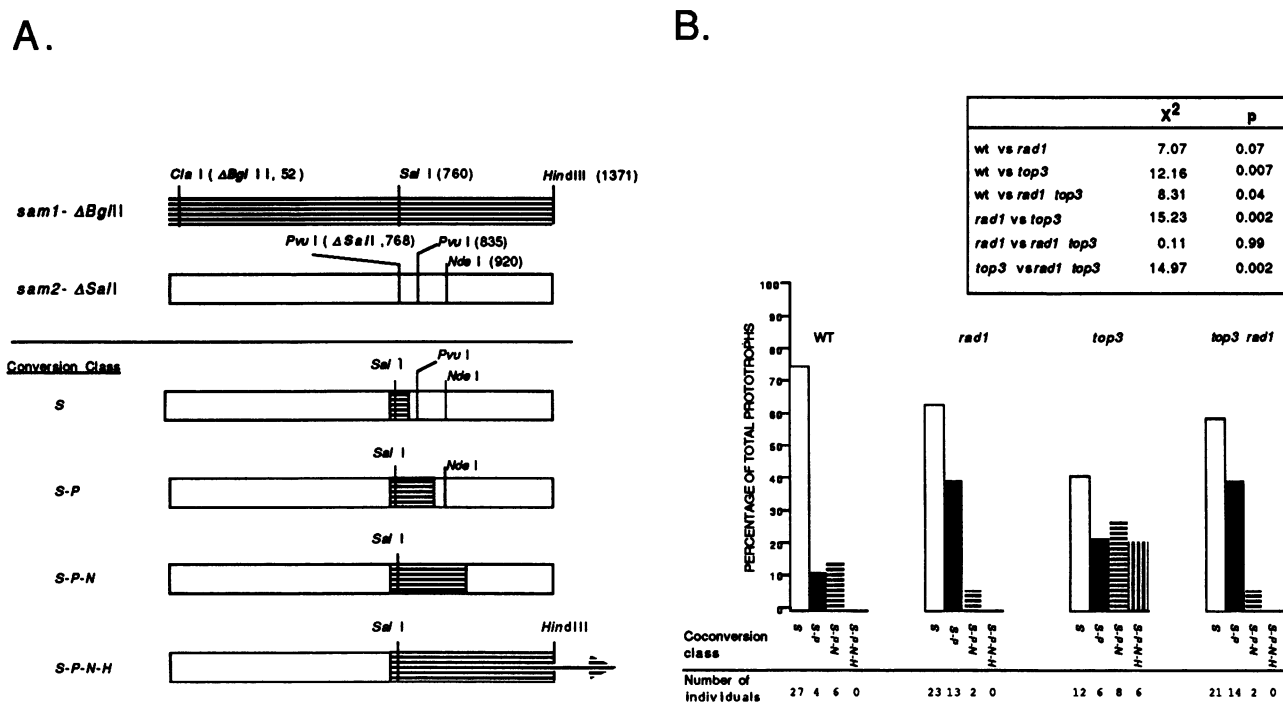 A.
Cla I ( ΔBgl II, 52)
Sal I (760)
HindIII (1371)
sam1- ΔBglII
Pvu I ( ΔSalI ,768)
Pvu I (835)
Nde I (920)
sam2- ΔSalI
Conversion Class
Sal I
Pvu I
Nde I
S
Sal I
Nde I
S-P
Sal I
S-P-N
Sal I
HindIII
S-P-N-H
B.
X2 p
wt vs rad1 7.07 0.07
wt vs top3 12.16 0.007
wt vs rad1 top3 8.31 0.04
rad1 vs top3 15.23 0.002
rad1 vs rad1 top3 0.11 0.99
top3 vs rad1 top3 14.97 0.002
PERCENTAGE OF TOTAL PROTOTROPHS
100
90
80
70
60
50
40
30
20
10
0
WT rad1 top3 top3 rad1
Coconversion class
S S-P S-P-N S-P-N-H S S-P S-P-N S-P-N-H S S-P S-P-N S-P-N-H S S-P S-P-N S-P-N-H
Number of individuals
27 4 6 0 23 13 2 0 12 6 8 6 21 14 2 0